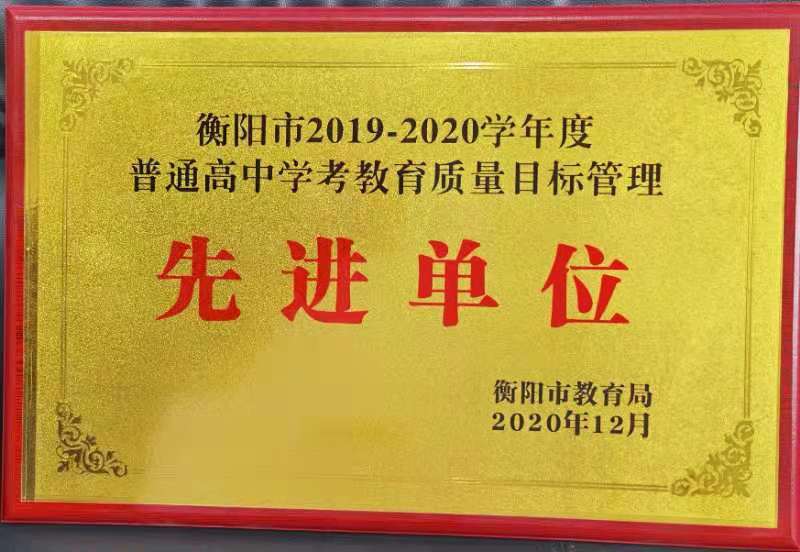 衡阳市2019-2020学年度
普通高中学考教育质量目标管理
先进单位
衡阳市教育局
2020年12月